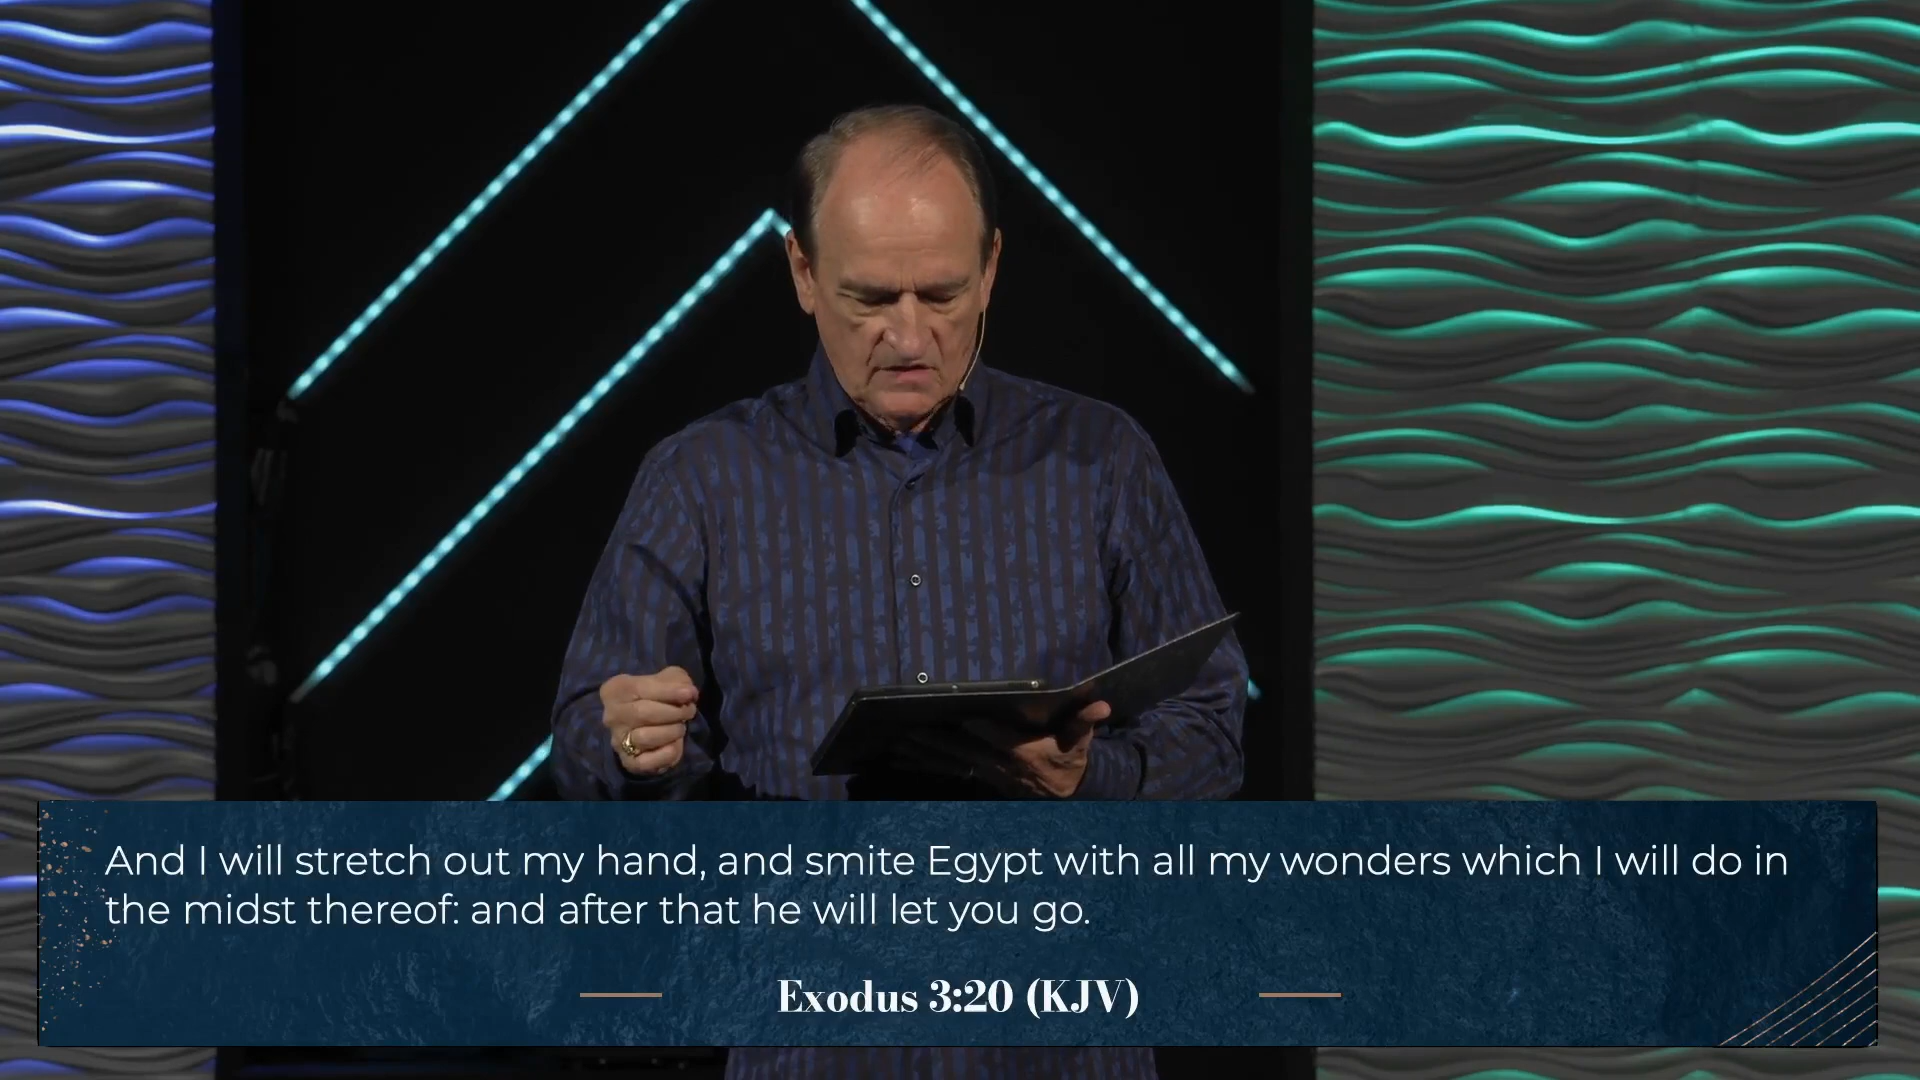 And I will stretch out my hand, and smite Egypt with all my wonders which I will do in
the midst thereof: and after that he will let you go.
Exodus 3:20 (KJV)